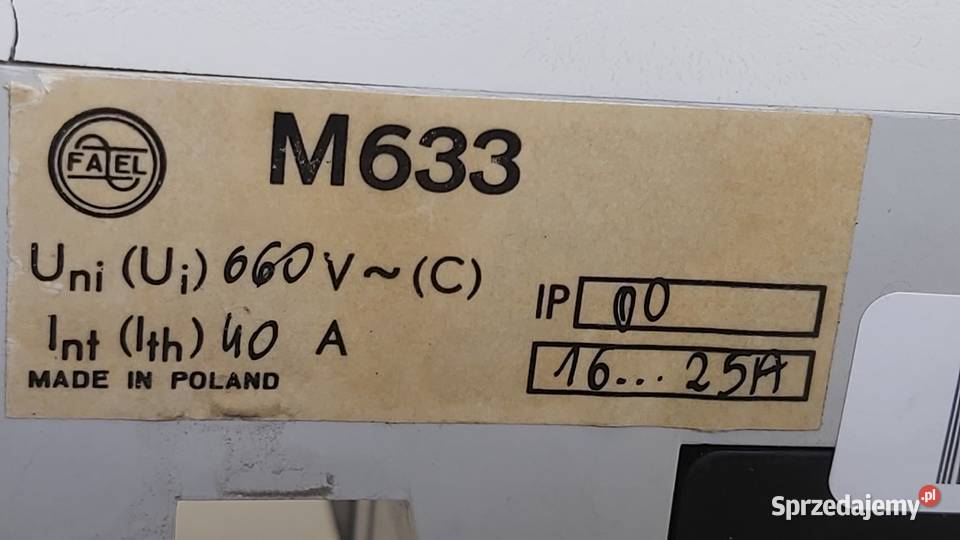 FAEL
M633
Uni (Ui) 660 V ~ (C)
IP 00
Int (Ith) 40 A
16...25A
MADE IN POLAND
Sprzedajemy.pl